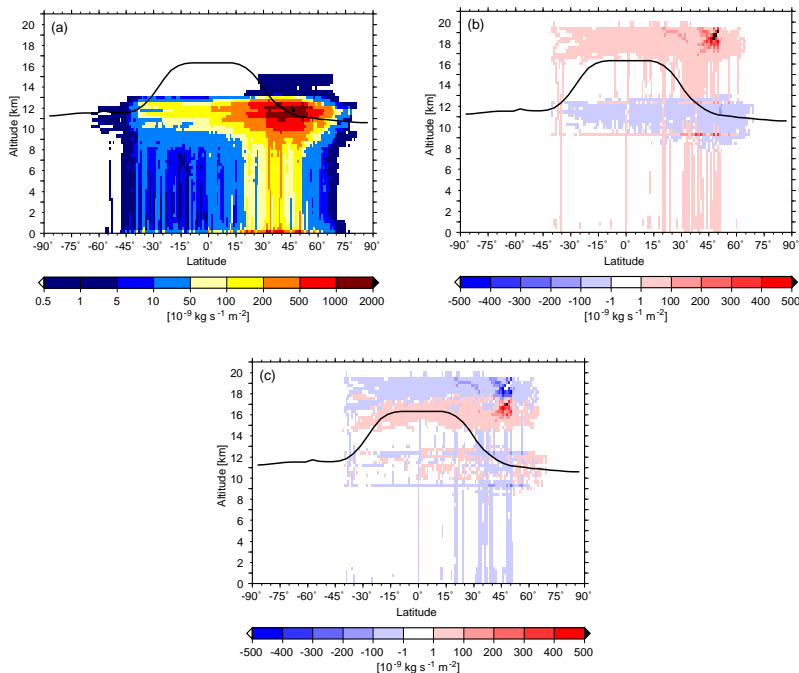 (a)
Altitude [km]
0 2 4 6 8 10 12 14 16 18 20
-90° -75° -60° -45° -30° -15° 0° 15° 30° 45° 60° 75° 90°
Latitude
0.5 1 5 10 50 100 200 500 1000 2000
[10⁻⁹ kg s⁻¹ m⁻²]
(b)
Altitude [km]
0 2 4 6 8 10 12 14 16 18 20
-90° -75° -60° -45° -30° -15° 0° 15° 30° 45° 60° 75° 90°
Latitude
-500 -400 -300 -200 -100 -1 1 100 200 300 400 500
[10⁻⁹ kg s⁻¹ m⁻²]
(c)
Altitude [km]
0 2 4 6 8 10 12 14 16 18 20
-90° -75° -60° -45° -30° -15° 0° 15° 30° 45° 60° 75° 90°
Latitude
-500 -400 -300 -200 -100 -1 1 100 200 300 400 500
[10⁻⁹ kg s⁻¹ m⁻²]